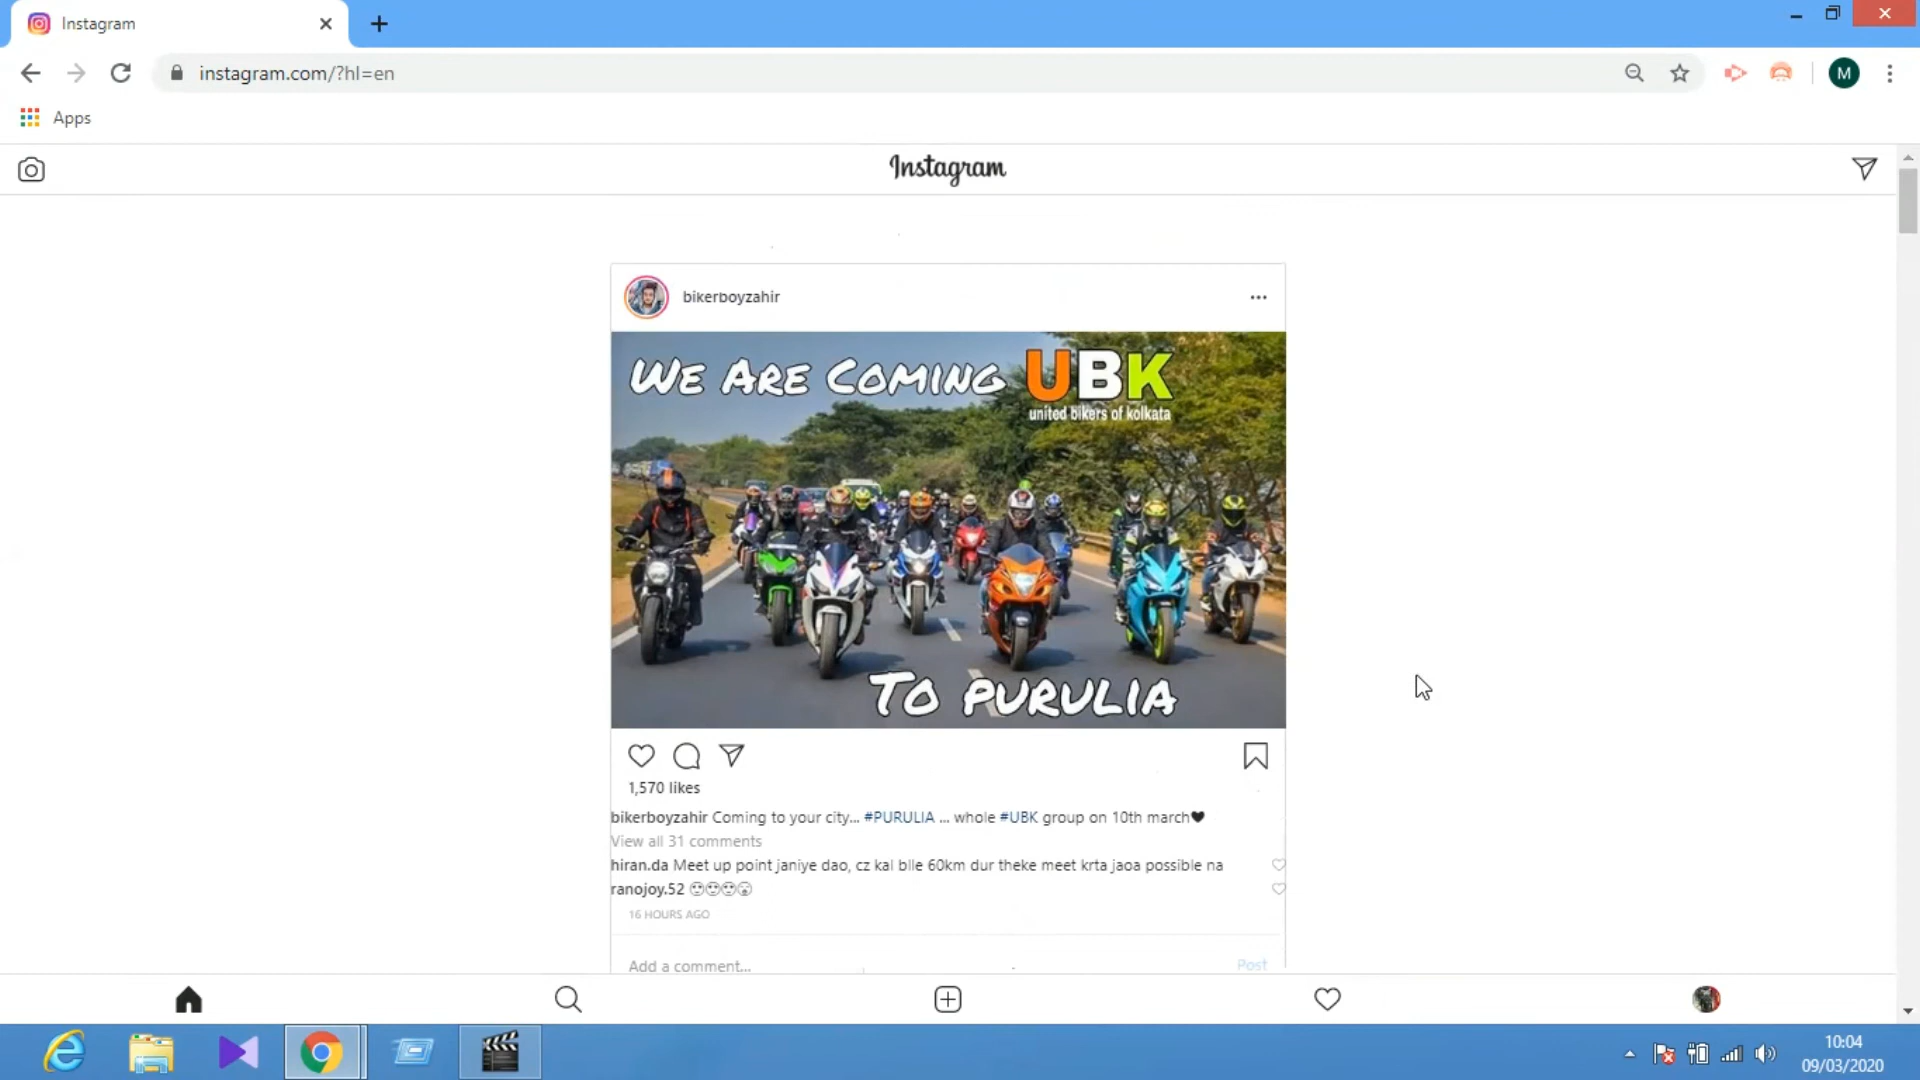 Instagram
instagram.com/?hl=en
M
Apps
Instagram
bikerboyzahir
WE ARE COMING UBK
united bikers of kolkata
TO PURULIA
1,570 likes
bikerboyzahir Coming to your city... #PURULIA ... whole #UBK group on 10th march🖤
View all 31 comments
hiran.da Meet up point janiye dao, cz kal blle 60km dur theke meet krta jaoa possible na
ranojoy.52
16 HOURS AGO
Add a comment... Post
10:04
09/03/2020